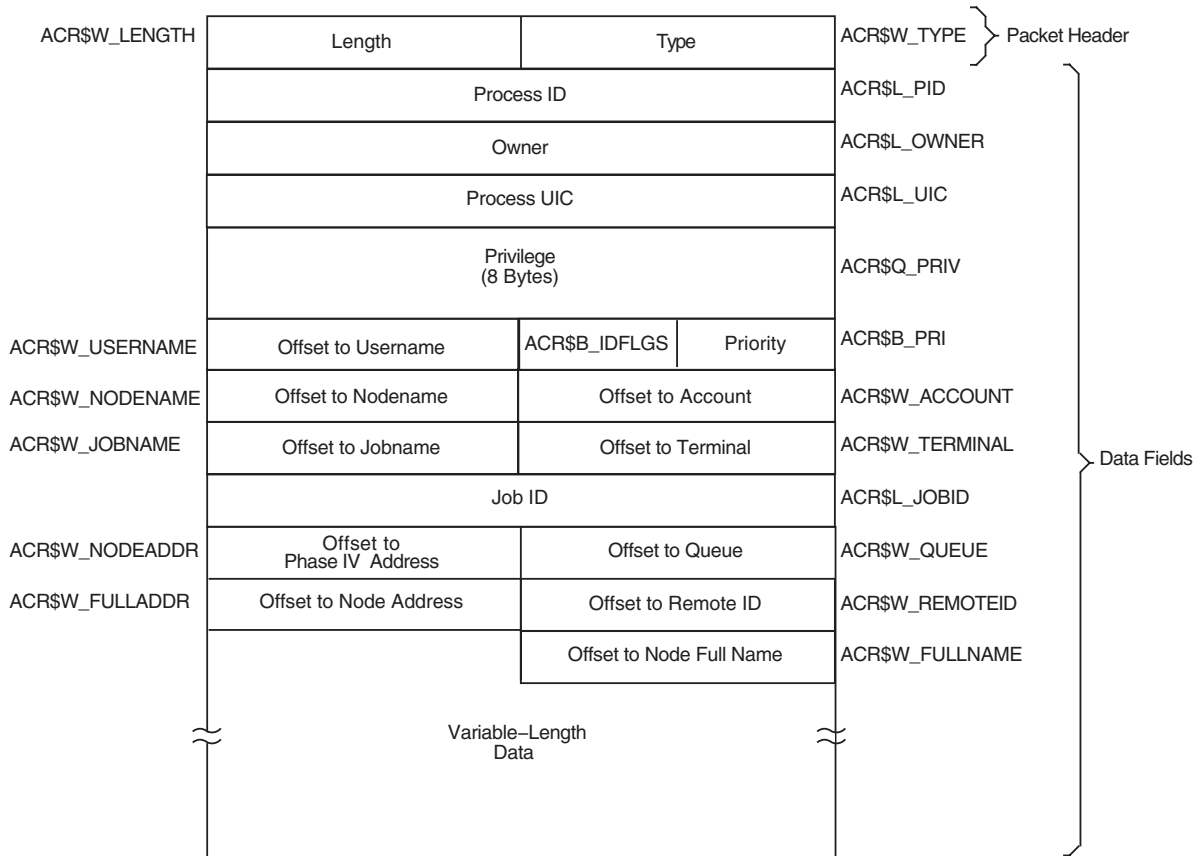 ACR$W_LENGTH Length Type ACR$W_TYPE Packet Header
Process ID ACR$L_PID
Owner ACR$L_OWNER
Process UIC ACR$L_UIC
Privilege
(8 Bytes) ACR$Q_PRIV
ACR$W_USERNAME Offset to Username ACR$B_IDFLGS Priority ACR$B_PRI
ACR$W_NODENAME Offset to Nodename Offset to Account ACR$W_ACCOUNT
ACR$W_JOBNAME Offset to Jobname Offset to Terminal ACR$W_TERMINAL
Data Fields
Job ID ACR$L_JOBID
ACR$W_NODEADDR Offset to
Phase IV Address Offset to Queue ACR$W_QUEUE
ACR$W_FULLADDR Offset to Node Address Offset to Remote ID ACR$W_REMOTEID
Offset to Node Full Name ACR$W_FULLNAME
Variable–Length
Data